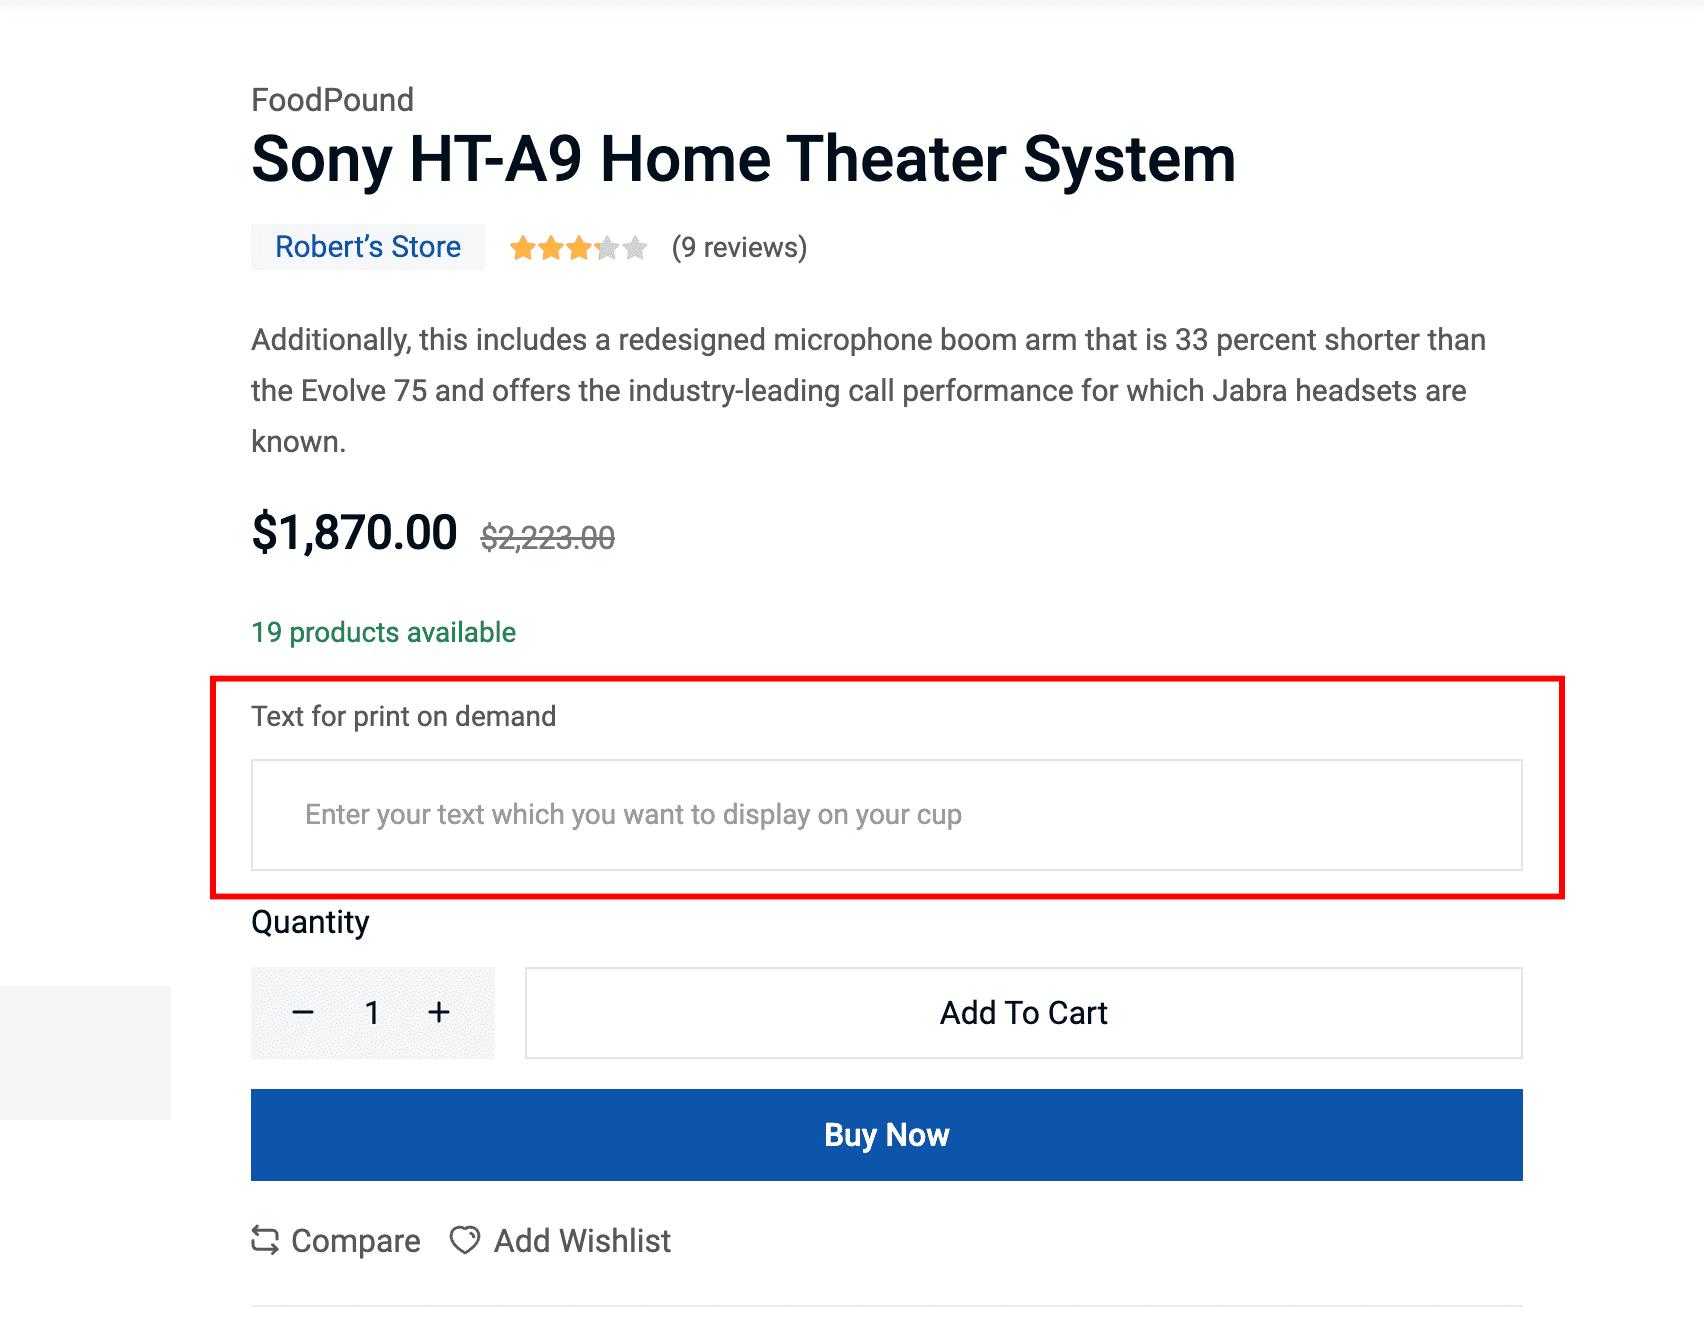 FoodPound
Sony HT-A9 Home Theater System
Robert’s Store (9 reviews)
Additionally, this includes a redesigned microphone boom arm that is 33 percent shorter than
the Evolve 75 and offers the industry-leading call performance for which Jabra headsets are
known.
$1,870.00 $2,223.00
19 products available
Text for print on demand
Enter your text which you want to display on your cup
Quantity
− 1 + Add To Cart
Buy Now
Compare Add Wishlist